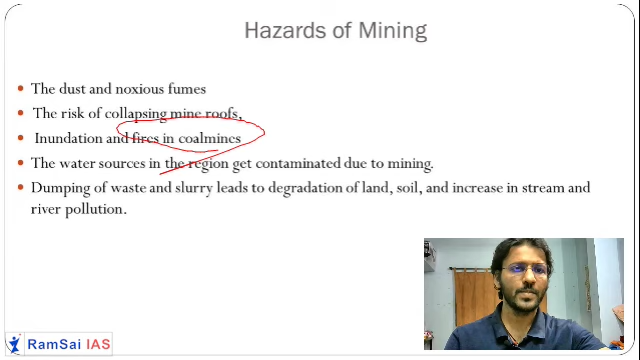 Hazards of Mining
• The dust and noxious fumes
• The risk of collapsing mine roofs,
• Inundation and fires in coalmines
• The water sources in the region get contaminated due to mining.
• Dumping of waste and slurry leads to degradation of land, soil, and increase in stream and
river pollution.
RamSai IAS